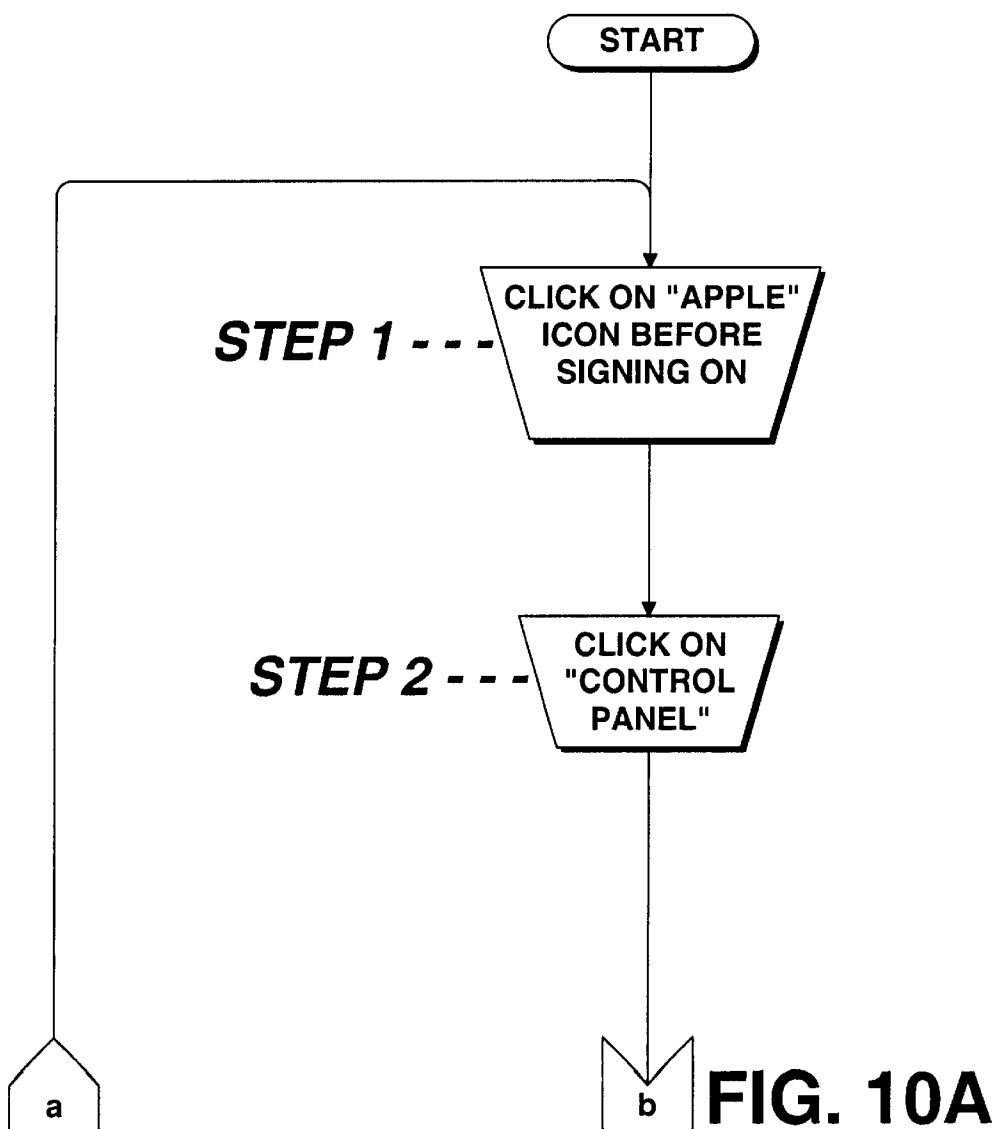 START
CLICK ON "APPLE"
ICON BEFORE
SIGNING ON
STEP 1 - - -
CLICK ON
"CONTROL
PANEL"
STEP 2 - - -
a
b
FIG. 10A